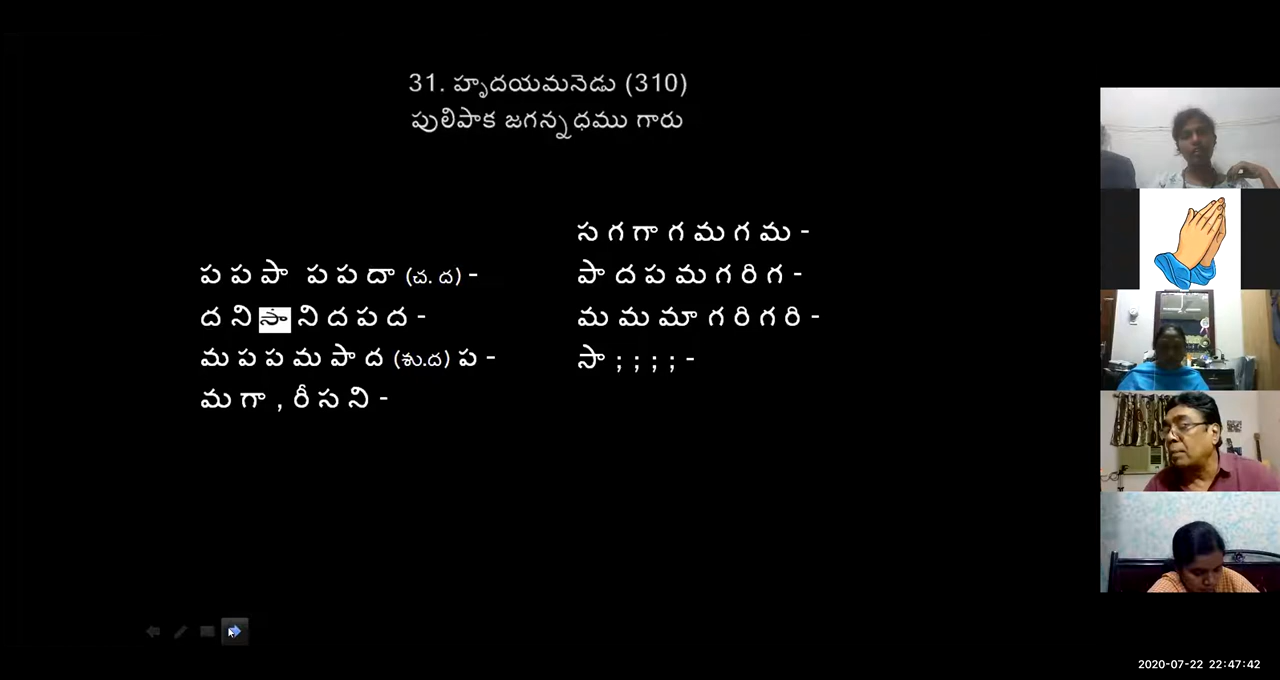 31. హృదయమనెడు (310)
పులిపాక జగన్నధము గారు
ప ప పా ప ప దా (చ. ద) -
ద ని సా ని ద ప ద -
మ ప ప మ పా ద (శు.ద) ప -
మ గా , రీ స ని -
స గ గా గ మ గ మ -
పా ద ప మ గ రి గ -
మ మ మా గ రి గ రి -
సా ; ; ; ; -
2020-07-22 22:47:42